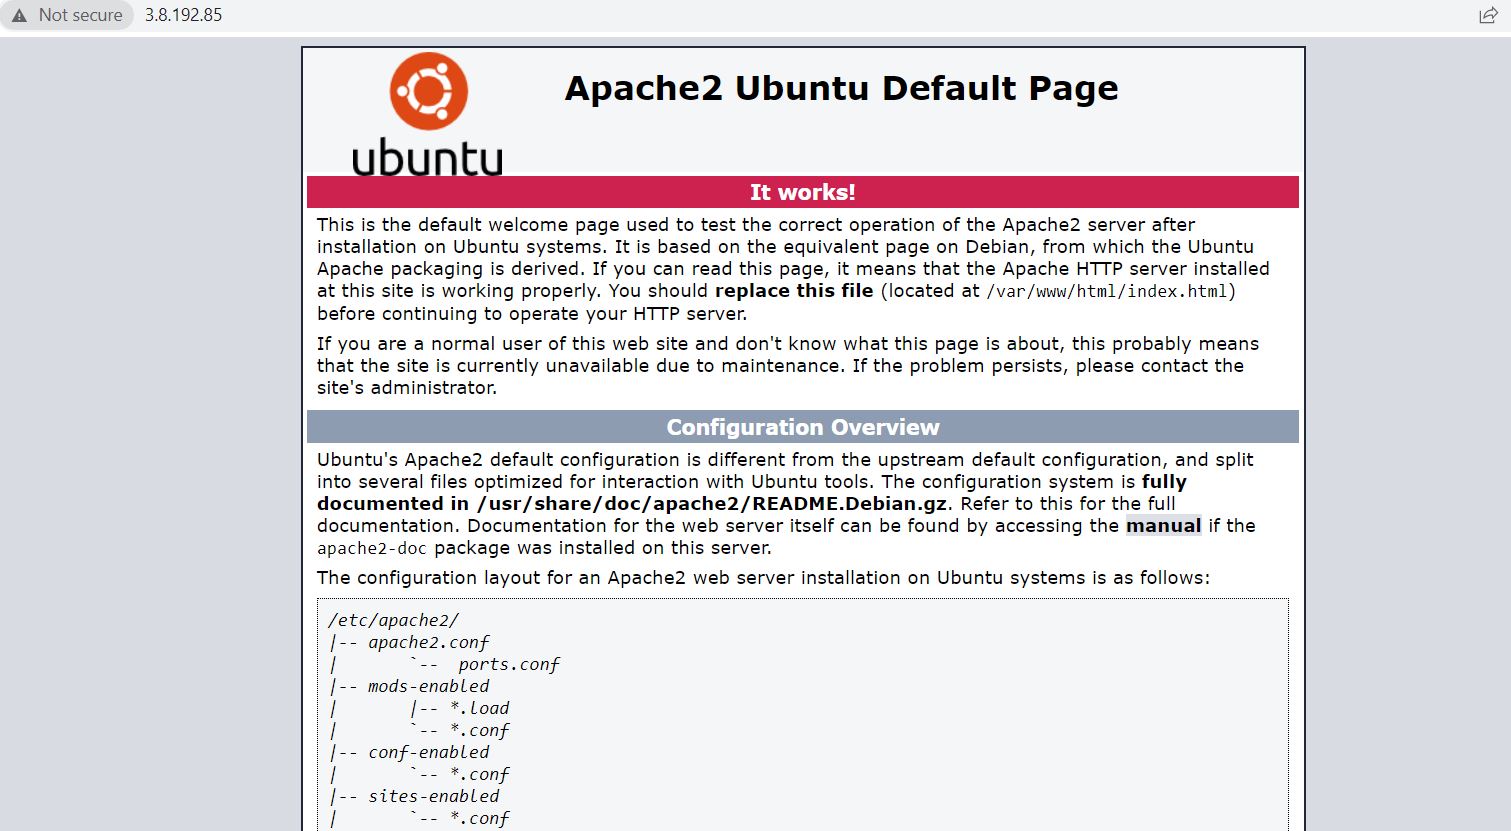 Not secure 3.8.192.85
ubuntu
Apache2 Ubuntu Default Page
It works!
This is the default welcome page used to test the correct operation of the Apache2 server after
installation on Ubuntu systems. It is based on the equivalent page on Debian, from which the Ubuntu
Apache packaging is derived. If you can read this page, it means that the Apache HTTP server installed
at this site is working properly. You should replace this file (located at /var/www/html/index.html)
before continuing to operate your HTTP server.
If you are a normal user of this web site and don't know what this page is about, this probably means
that the site is currently unavailable due to maintenance. If the problem persists, please contact the
site's administrator.
Configuration Overview
Ubuntu's Apache2 default configuration is different from the upstream default configuration, and split
into several files optimized for interaction with Ubuntu tools. The configuration system is fully
documented in /usr/share/doc/apache2/README.Debian.gz. Refer to this for the full
documentation. Documentation for the web server itself can be found by accessing the manual if the
apache2-doc package was installed on this server.
The configuration layout for an Apache2 web server installation on Ubuntu systems is as follows:
/etc/apache2/
|-- apache2.conf
|       `--  ports.conf
|-- mods-enabled
|       |-- *.load
|       `-- *.conf
|-- conf-enabled
|       `-- *.conf
|-- sites-enabled
|       `-- *.conf